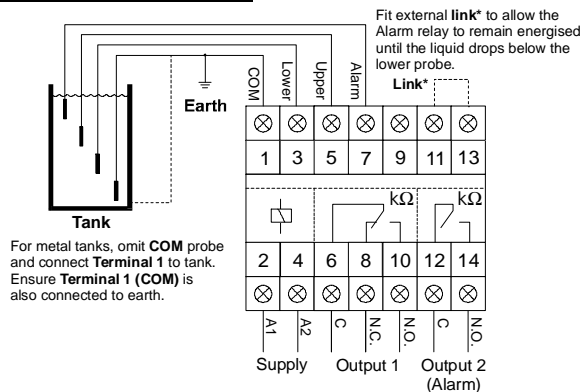 Fit external link* to allow the
Alarm relay to remain energised
until the liquid drops below the
lower probe.
Link*
COM
Lower
Upper
Alarm
Earth
1 3 5 7 9 11 13
kΩ kΩ
2 4 6 8 10 12 14
Tank
For metal tanks, omit COM probe
and connect Terminal 1 to tank.
Ensure Terminal 1 (COM) is
also connected to earth.
A1
A2
C
N.C.
N.O.
C
N.O.
Supply Output 1 Output 2
(Alarm)